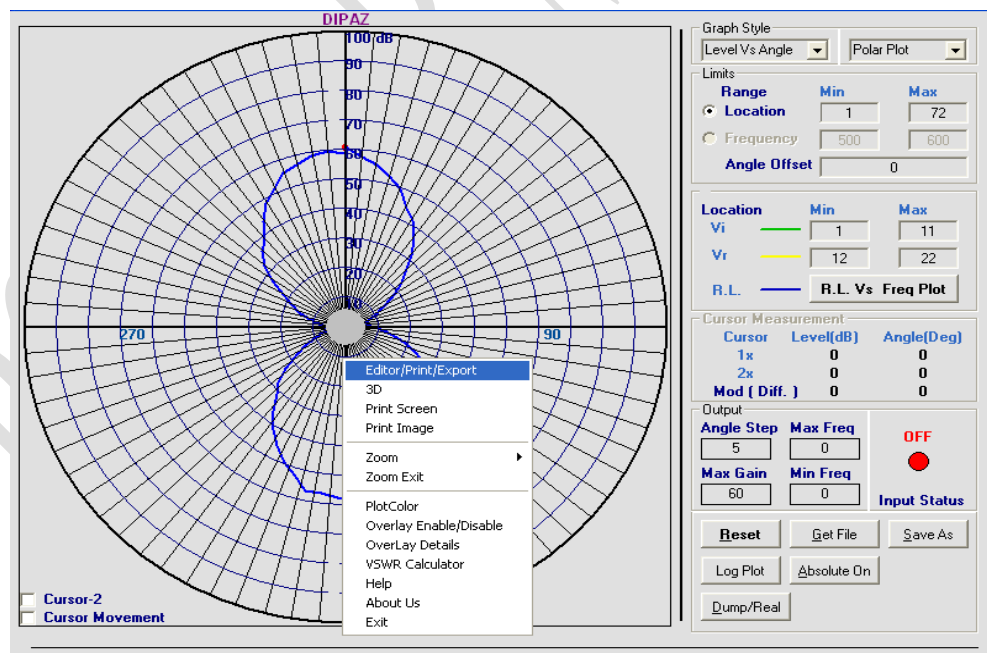 DIPAZ
100 dB
90
80
70
60
50
40
30
20
10
270
90
Editor/Print/Export
3D
Print Screen
Print Image
Zoom
Zoom Exit
PlotColor
Overlay Enable/Disable
OverLay Details
VSWR Calculator
Help
About Us
Exit
Cursor-2
Cursor Movement
Graph Style
Level Vs Angle
Polar Plot
Limits
Range Min Max
Location 1 72
Frequency 500 600
Angle Offset 0
Location Min Max
Vi 1 11
Vr 12 22
R.L. R.L. Vs Freq Plot
Cursor Measurement
Cursor Level(dB) Angle(Deg)
1x 0 0
2x 0 0
Mod ( Diff. ) 0 0
Output
Angle Step Max Freq
5 0
OFF
Max Gain Min Freq
60 0
Input Status
Reset Get File Save As
Log Plot Absolute On
Dump/Real